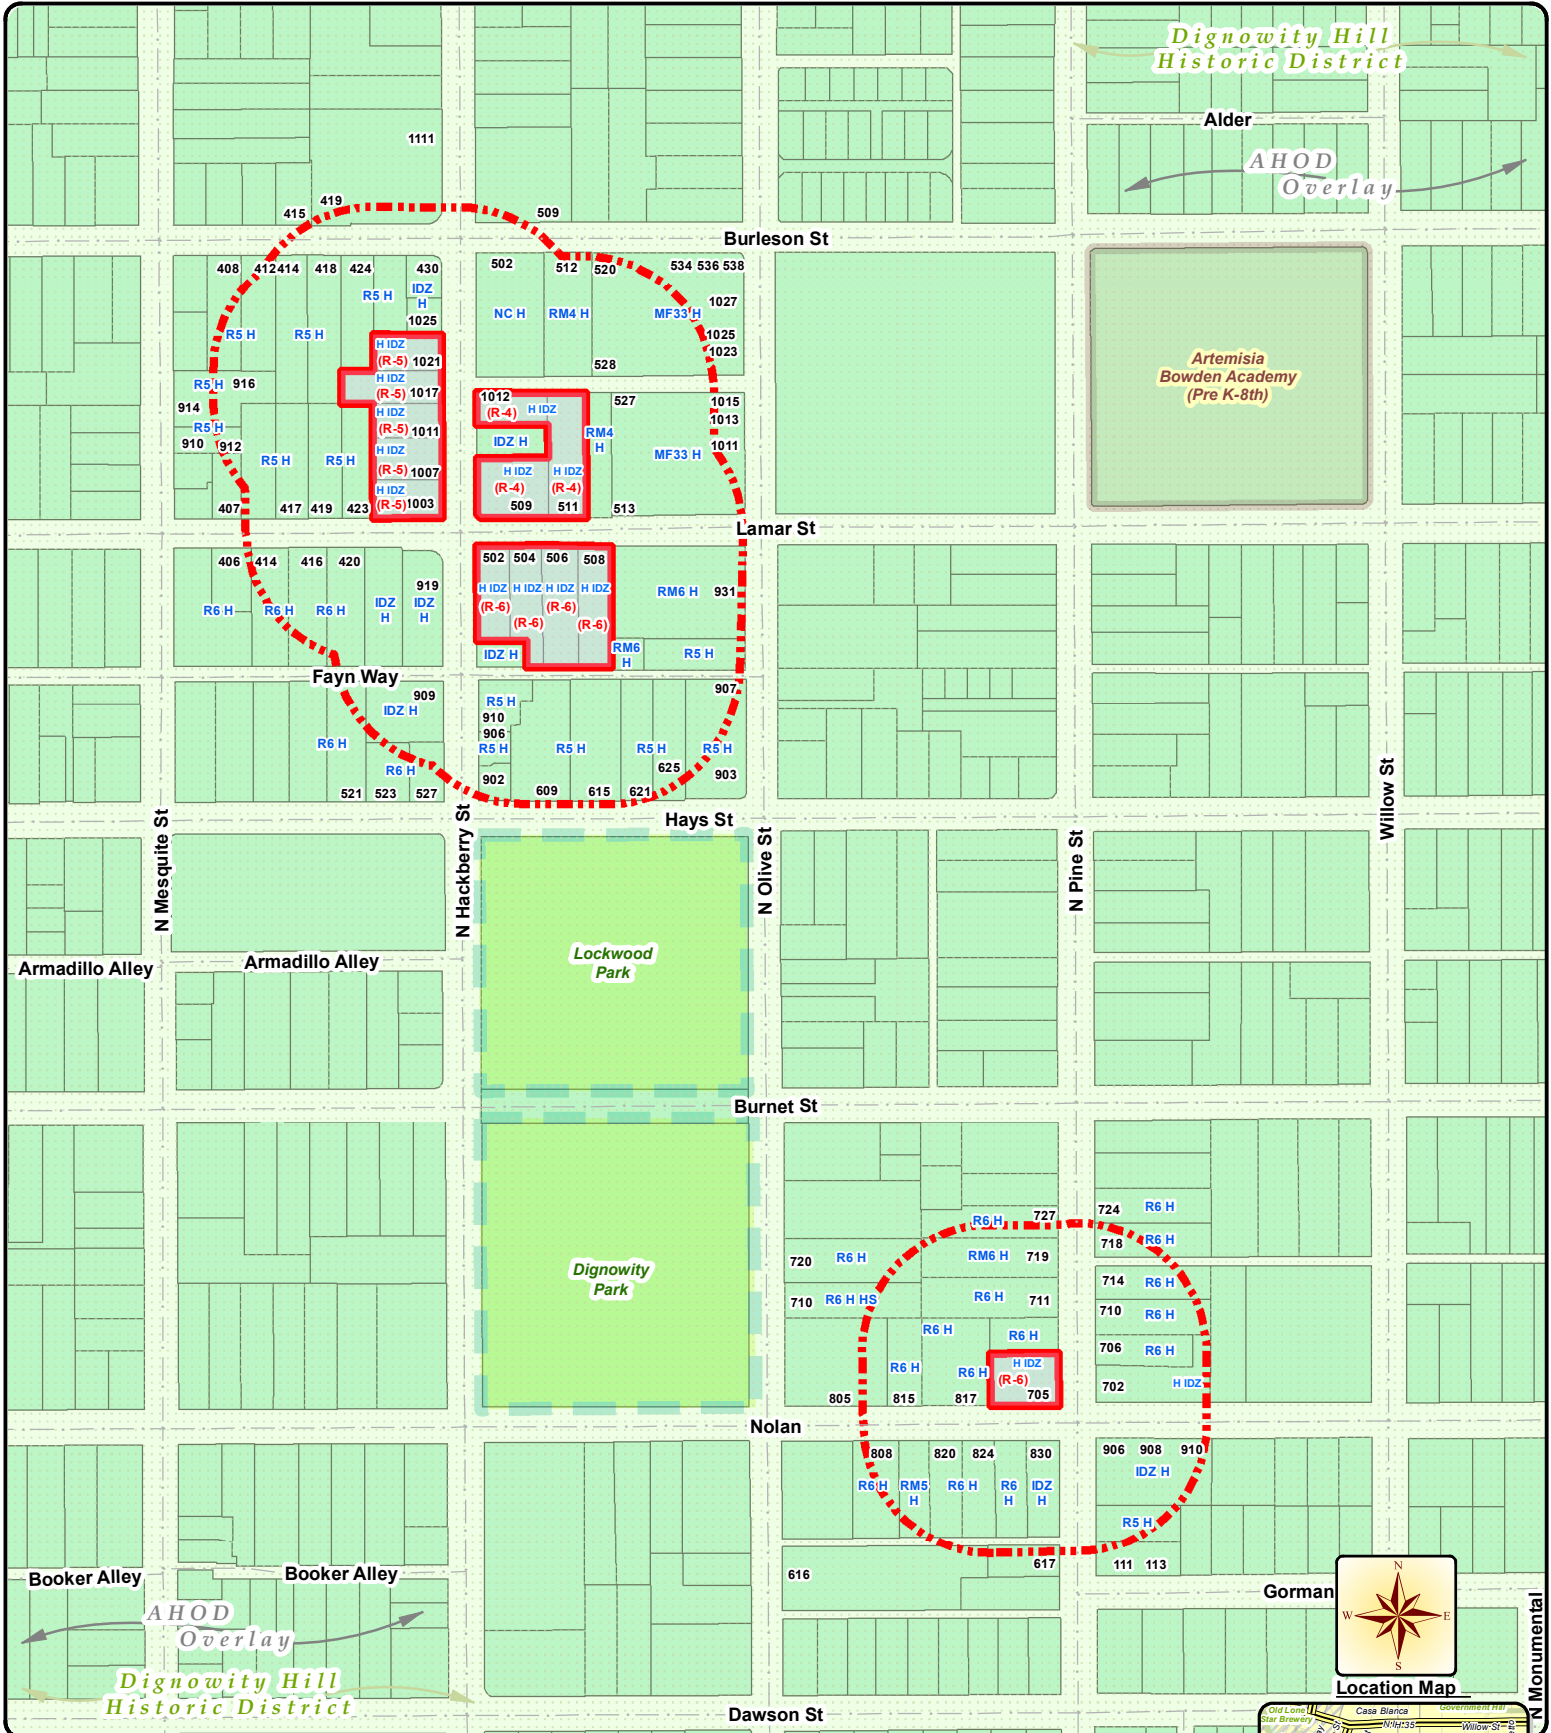 Dignowity Hill
Historic District
Alder
1111
AHOD
Overlay
419
415
509
Burleson St
408
412
414
418
424
430
502
512
520
534
536
538
R5 H
IDZ
H
1027
NC H
RM4 H
MF33 H
1025
R5 H
R5 H
1025
1023
H IDZ
(R-5)
1021
528
Artemisia
Bowden Academy
(Pre K-8th)
R5 H
916
H IDZ
(R-5)
1017
914
1012
(R-4)
H IDZ
527
1015
H IDZ
1013
R5 H
(R-5)
1011
RM4
H
910
912
IDZ H
1011
H IDZ
MF33 H
R5 H
R5 H
(R-5)
1007
H IDZ
(R-4)
H IDZ
(R-4)
H IDZ
(R-5)
1003
407
417
419
423
509
511
513
Lamar St
406
414
416
420
502
504
506
508
919
H IDZ
H IDZ
H IDZ
H IDZ
RM6 H
931
R6 H
R6 H
R6 H
IDZ
H
IDZ
H
(R-6)
(R-6)
(R-6)
(R-6)
IDZ H
RM6
H
R5 H
Fayn Way
909
IDZ H
907
R5 H
910
906
R6 H
R5 H
R5 H
R5 H
R5 H
R6 H
902
625
903
521
523
527
609
615
621
Hays St
N Mesquite St
N Hackberry St
N Olive St
N Pine St
Willow St
Lockwood
Park
Armadillo Alley
Armadillo Alley
Burnet St
Dignowity
Park
R6 H
727
724
R6 H
718
R6 H
720
R6 H
RM6 H
719
714
R6 H
710
R6 H HS
R6 H
711
710
R6 H
R6 H
R6 H
706
R6 H
R6 H
R6 H
H IDZ
(R-6)
705
702
H IDZ
805
815
817
Nolan
808
820
824
830
906
908
910
R6 H
RM5
H
R6 H
R6
H
IDZ
H
IDZ H
R5 H
616
617
111
113
Booker Alley
Booker Alley
Gorman
AHOD
Overlay
Dignowity Hill
Historic District
N
W
E
S
N Monumental
Location Map
Dawson St
Old Lone
Star Brewery
Casa Blanca
Government Hill
N IH 35
Willow St